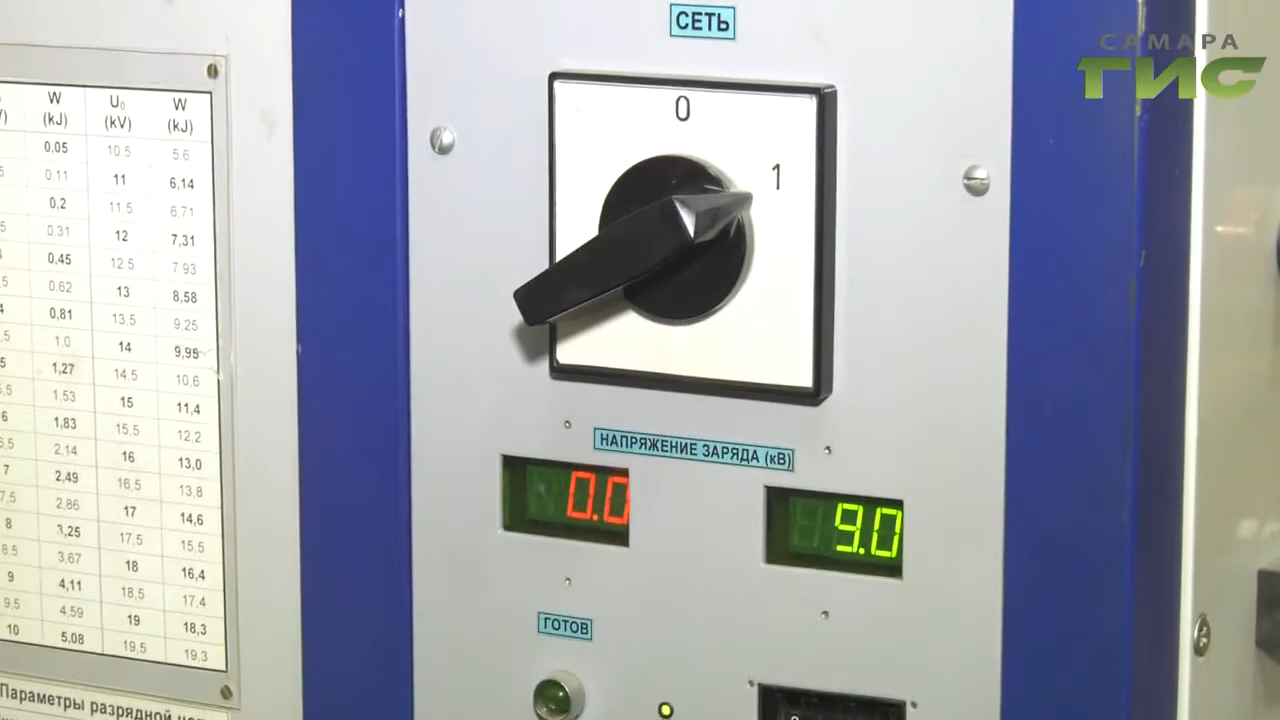 СЕТЬ
САМАРА
ГИС
0
1
W U₀ W
(kJ) (kV) (kJ)
0,05 10.5 5.6
0.11 11 6,14
0,2 11.5 6.71
0.31 12 7,31
0,45 12.5 7.93
0.62 13 8,58
0,81 13,5 9.25
1.0 14 9,95
1,27 14,5 10,6
1.53 15 11,4
6 1,83 15,5 12,2
6,5 2,14 16 13,0
7 2,49 16,5 13,8
7,5 2,86 17 14,6
8 3,25 17,5 15,5
8.5 3,67 18 16,4
9 4,11 18,5 17,4
9,5 4.59 19 18,3
10 5,08 19,5 19,3
Параметры разрядной
НАПРЯЖЕНИЕ ЗАРЯДА (кВ)
0.0
9.0
ГОТОВ